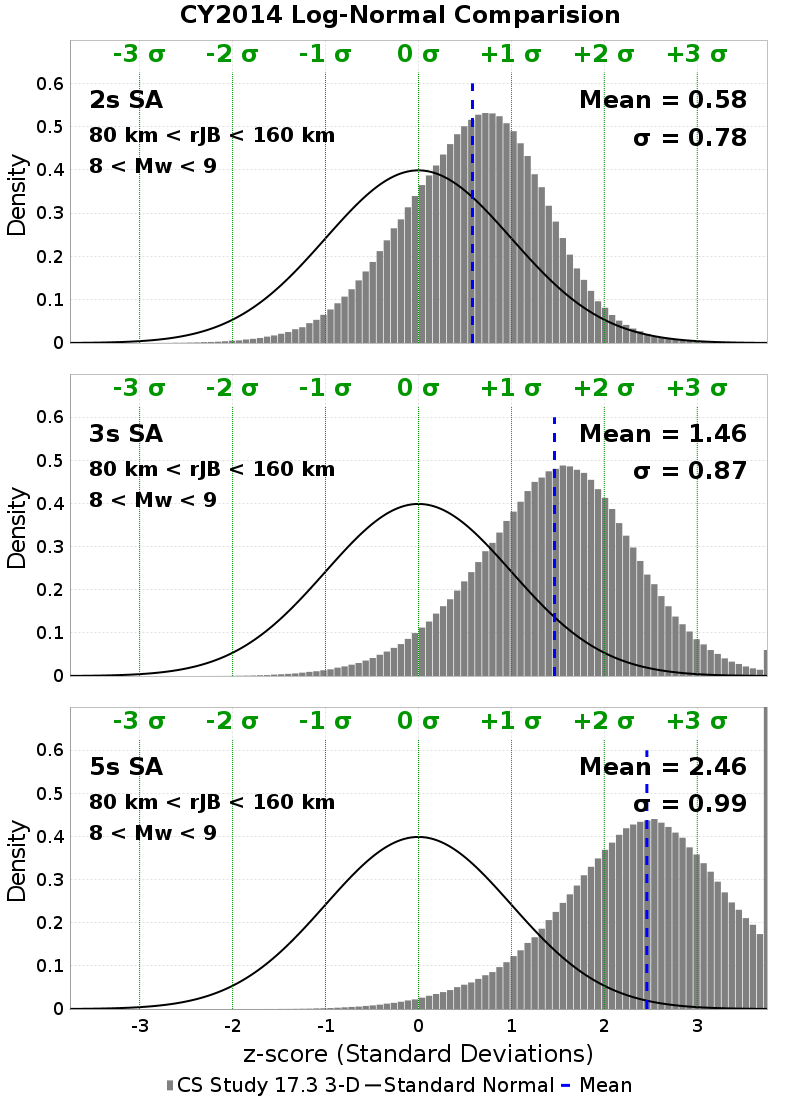 CY2014 Log-Normal Comparision
-3 σ -2 σ -1 σ 0 σ +1 σ +2 σ +3 σ
2s SA
80 km < rJB < 160 km
8 < Mw < 9
Mean = 0.58
σ = 0.78
0.6
0.5
0.4
0.3
0.2
0.1
0
Density
-3 σ -2 σ -1 σ 0 σ +1 σ +2 σ +3 σ
3s SA
80 km < rJB < 160 km
8 < Mw < 9
Mean = 1.46
σ = 0.87
0.6
0.5
0.4
0.3
0.2
0.1
0
Density
-3 σ -2 σ -1 σ 0 σ +1 σ +2 σ +3 σ
5s SA
80 km < rJB < 160 km
8 < Mw < 9
Mean = 2.46
σ = 0.99
0.6
0.5
0.4
0.3
0.2
0.1
0
Density
-3 -2 -1 0 1 2 3
z-score (Standard Deviations)
CS Study 17.3 3-D Standard Normal Mean